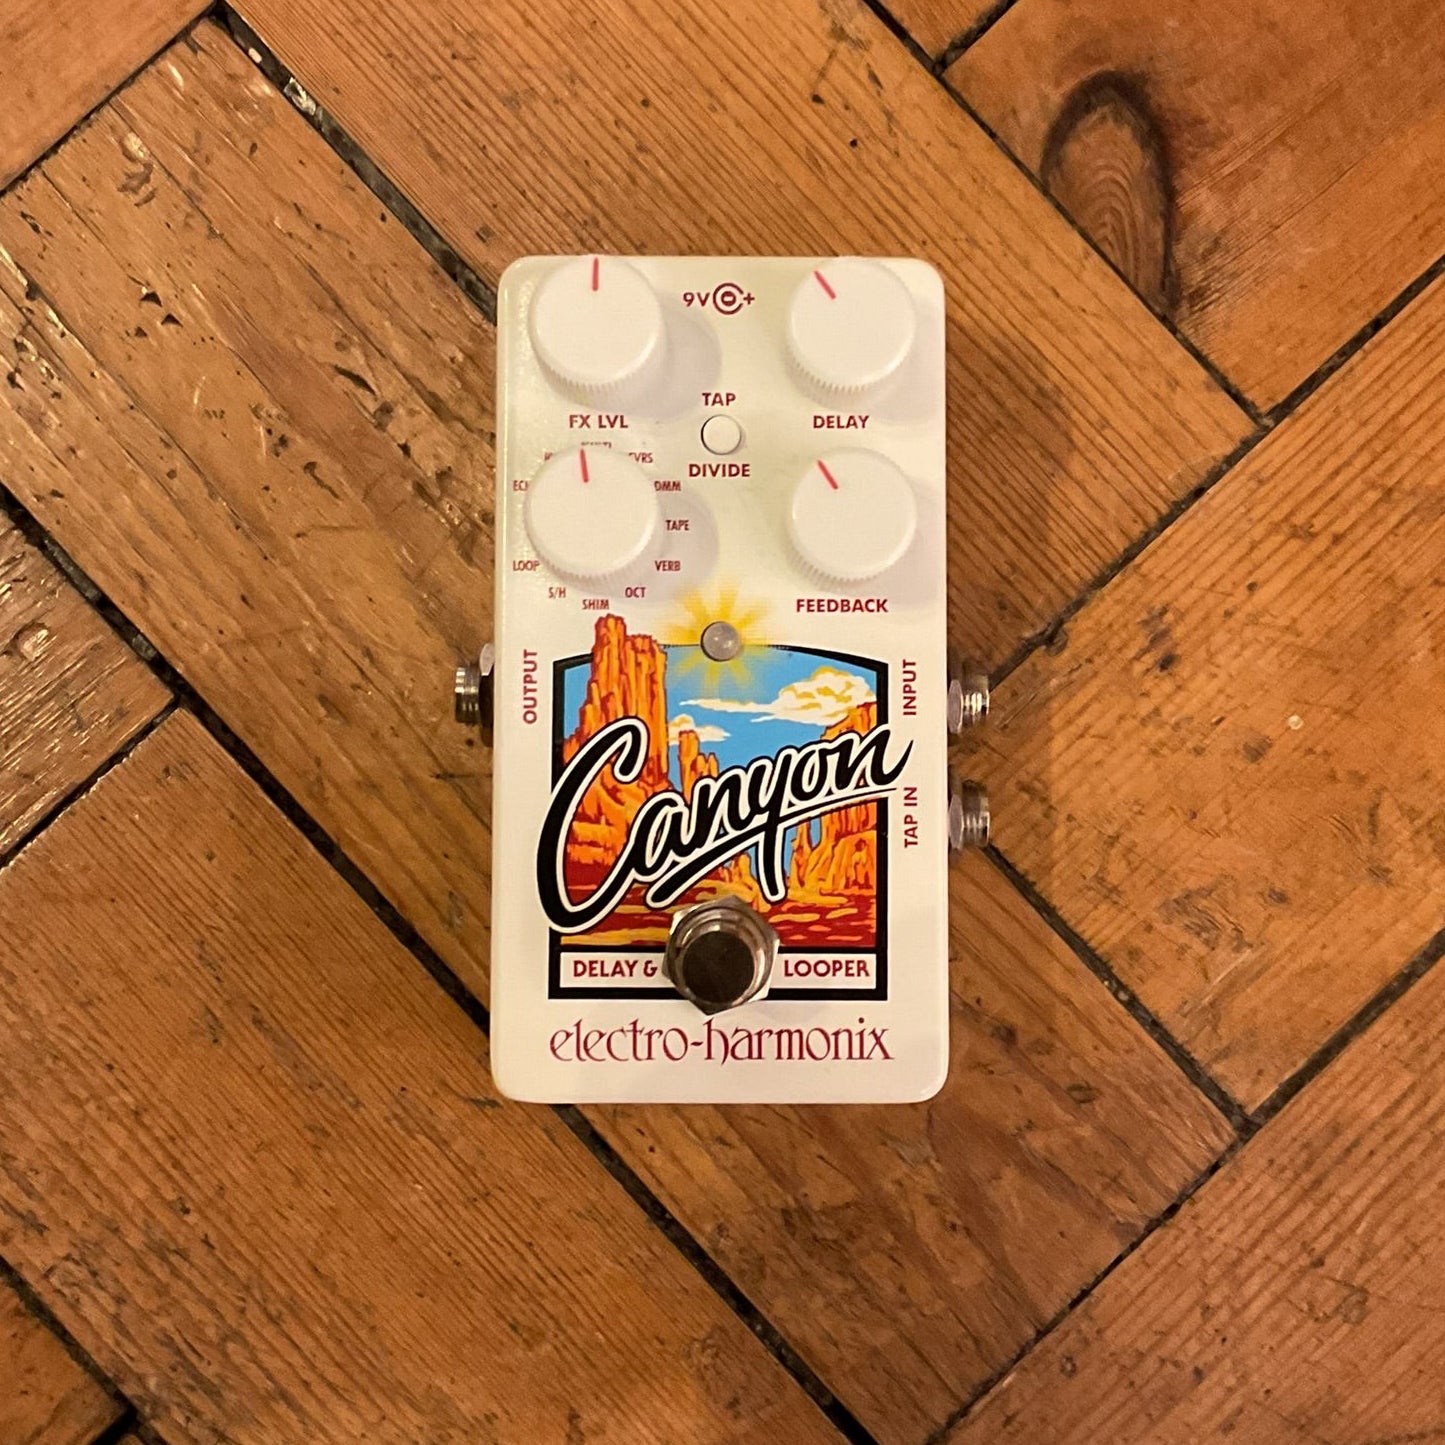 9V +
TAP
FX LVL
DELAY
DIVIDE
DMM
TAPE
LOOP
VERB
S/H
OCT
SHIM
FEEDBACK
OUTPUT
INPUT
Canyon
TAP IN
DELAY & LOOPER
electro-harmonix